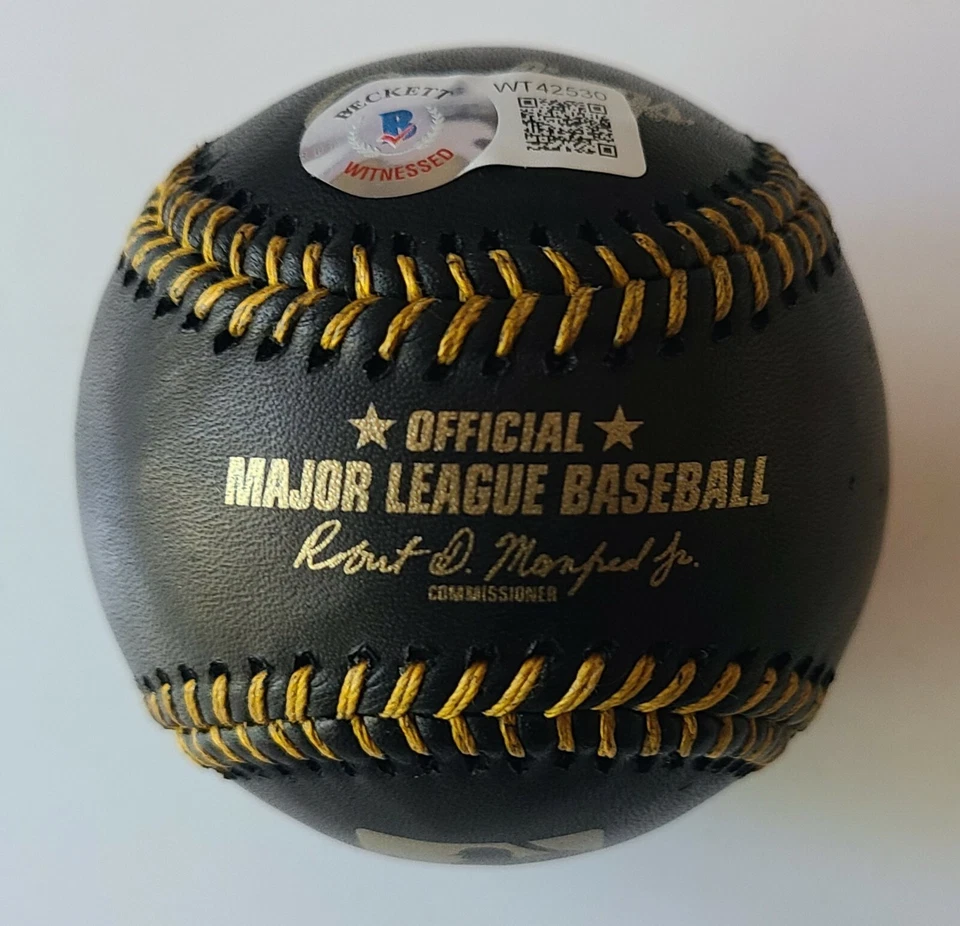 BECKETT
B
WITNESSED
WT42530
★ OFFICIAL ★
MAJOR LEAGUE BASEBALL
Robert D. Manfred Jr.
COMMISSIONER